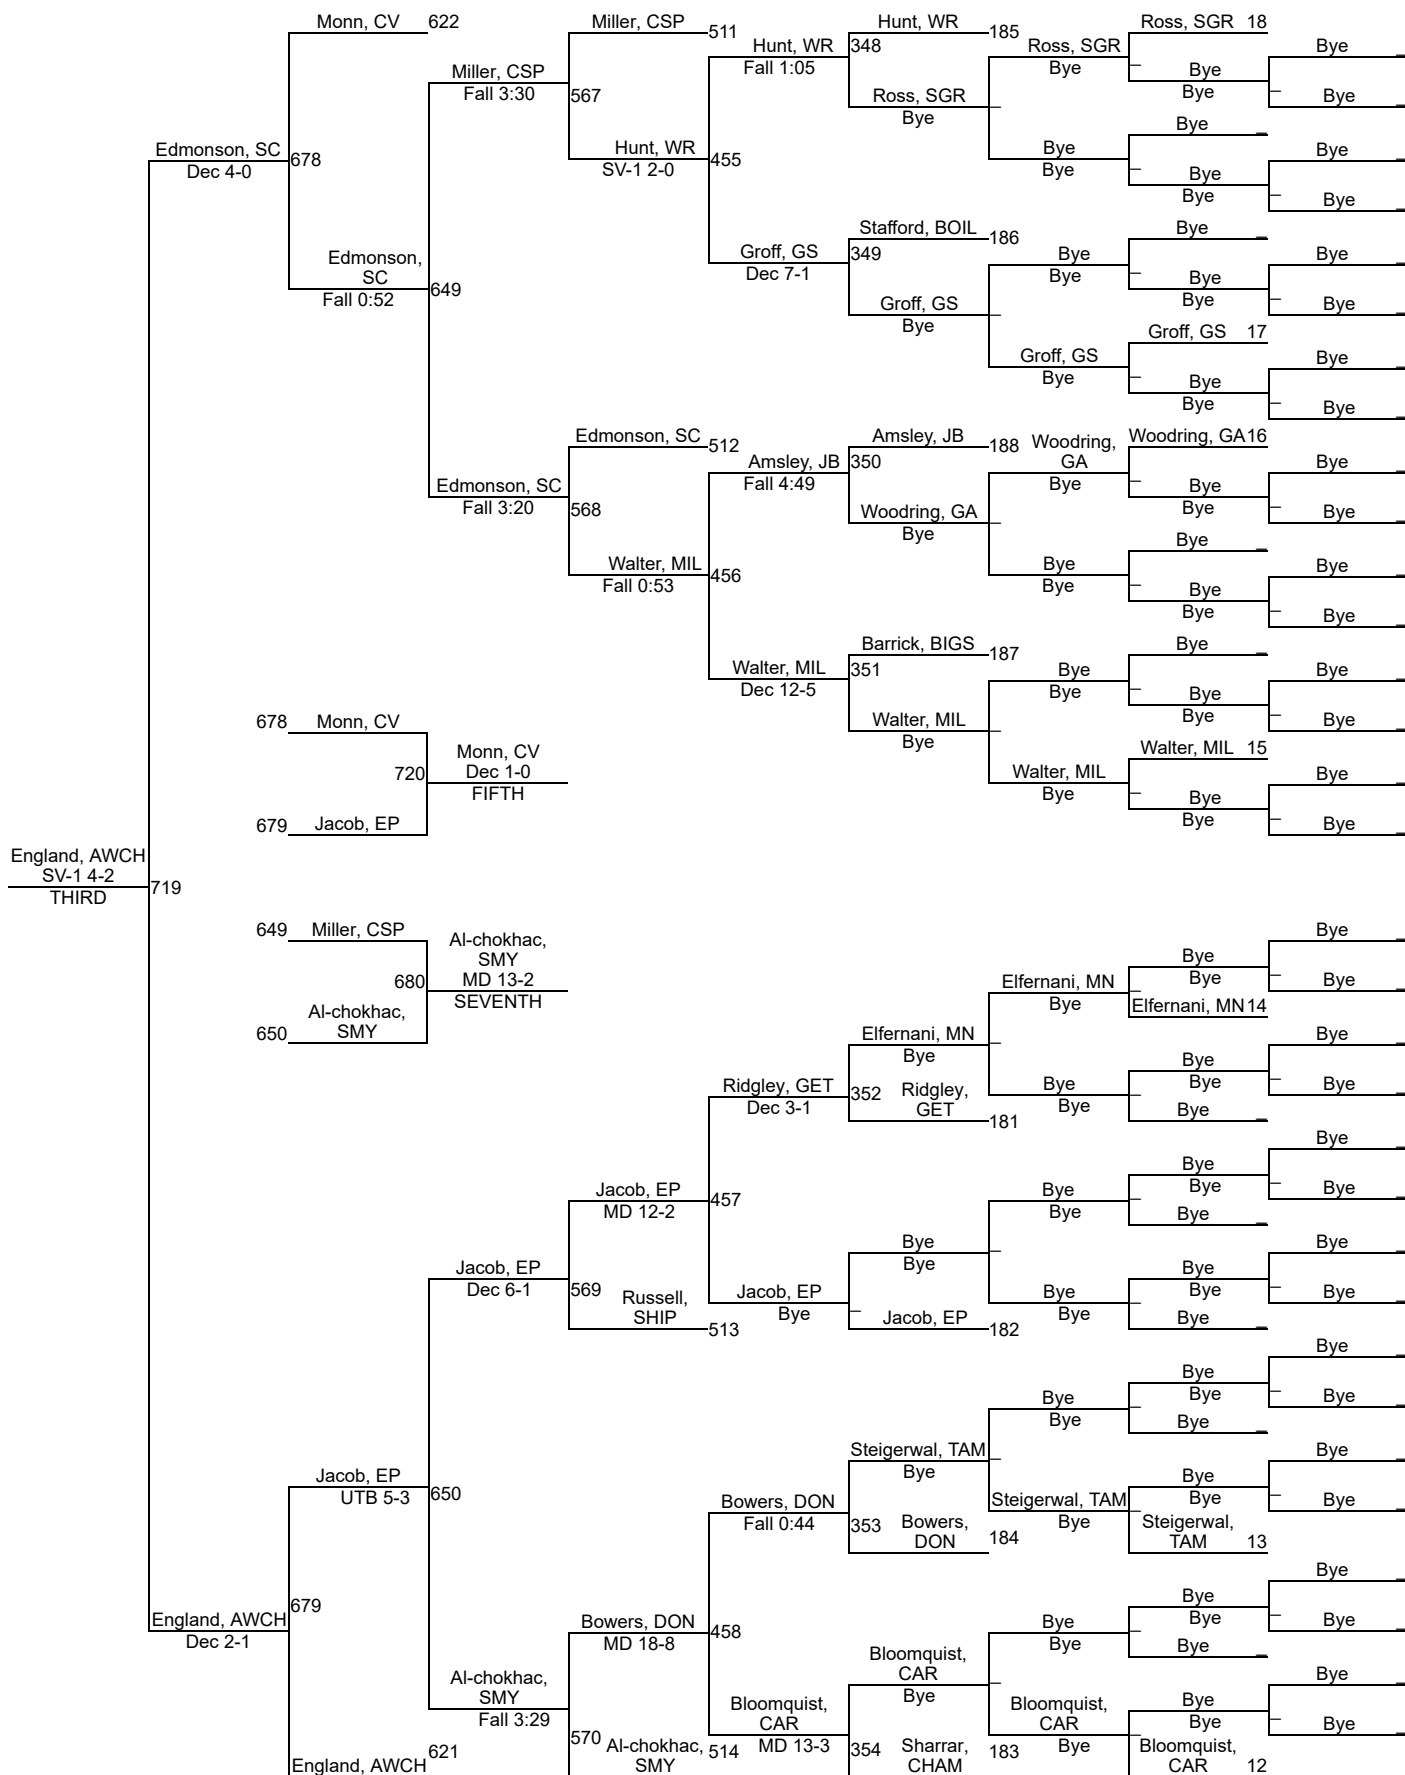 Monn, CV 622
Miller, CSP 511
Hunt, WR 185
Ross, SGR 18
Hunt, WR 348
Fall 1:05
Ross, SGR
Bye
Bye
Miller, CSP
Fall 3:30
567
Bye
Bye
Ross, SGR
Bye
Bye
Bye
Edmonson, SC
Dec 4-0
678
Hunt, WR
SV-1 2-0
455
Bye
Bye
Bye
Bye
Bye
Bye
Edmonson,
SC
Fall 0:52
649
Groff, GS
Dec 7-1
349
Stafford, BOIL 186
Bye
Bye
Bye
Bye
Bye
Bye
Groff, GS
Bye
Groff, GS 17
Groff, GS
Bye
Bye
Bye
Bye
Bye
Edmonson, SC 512
Amsley, JB 188
Woodring,
GA
Bye
Woodring, GA 16
Amsley, JB 350
Fall 4:49
Bye
Edmonson, SC
Fall 3:20
568
Woodring, GA
Bye
Bye
Bye
Bye
Bye
Walter, MIL
Fall 0:53
456
Bye
Bye
Bye
Bye
Bye
Bye
Walter, MIL
Dec 12-5
351
Barrick, BIGS 187
Bye
Bye
Bye
Bye
Bye
Bye
678 Monn, CV
Walter, MIL
Bye
Bye
Walter, MIL 15
720
Monn, CV
Dec 1-0
FIFTH
Walter, MIL
Bye
Bye
Bye
Bye
679 Jacob, EP
Bye
England, AWCH
SV-1 4-2
THIRD
719
649 Miller, CSP
680
Al-chokhac,
SMY
MD 13-2
SEVENTH
650
Al-chokhac,
SMY
Bye
Bye
Bye
Bye
Elfernani, MN
Bye
Elfernani, MN 14
Elfernani, MN
Bye
Bye
Ridgley, GET
Dec 3-1
352
Ridgley,
GET
181
Bye
Bye
Bye
Bye
Bye
Bye
Bye
Jacob, EP
MD 12-2
457
Bye
Bye
Bye
Bye
Bye
Bye
Bye
Bye
Bye
Jacob, EP
Dec 6-1
569
Russell,
SHIP
513
Jacob, EP
Bye
Jacob, EP 182
Bye
Bye
Bye
Bye
Bye
Bye
Bye
Bye
Bye
Bye
Bye
Bye
Bye
Steigerwal, TAM
Bye
Bye
Jacob, EP
UTB 5-3
650
Bowers, DON
Fall 0:44
353
Bowers,
DON
184
Steigerwal, TAM
Bye
Bye
Bye
Bye
Steigerwal,
TAM
13
Bye
Bye
Bye
Bye
679
England, AWCH
Dec 2-1
Bowers, DON
MD 18-8
458
Bye
Bye
Bye
Al-chokhac,
SMY
Fall 3:29
Bloomquist,
CAR
Bye
Bye
Bye
Bye
Bye
570
Bloomquist,
CAR
MD 13-3
Bloomquist,
CAR
Bye
England, AWCH
621
Al-chokhac,
SMY
514
354
Sharrar,
CHAM
183
Bloomquist,
CAR
12